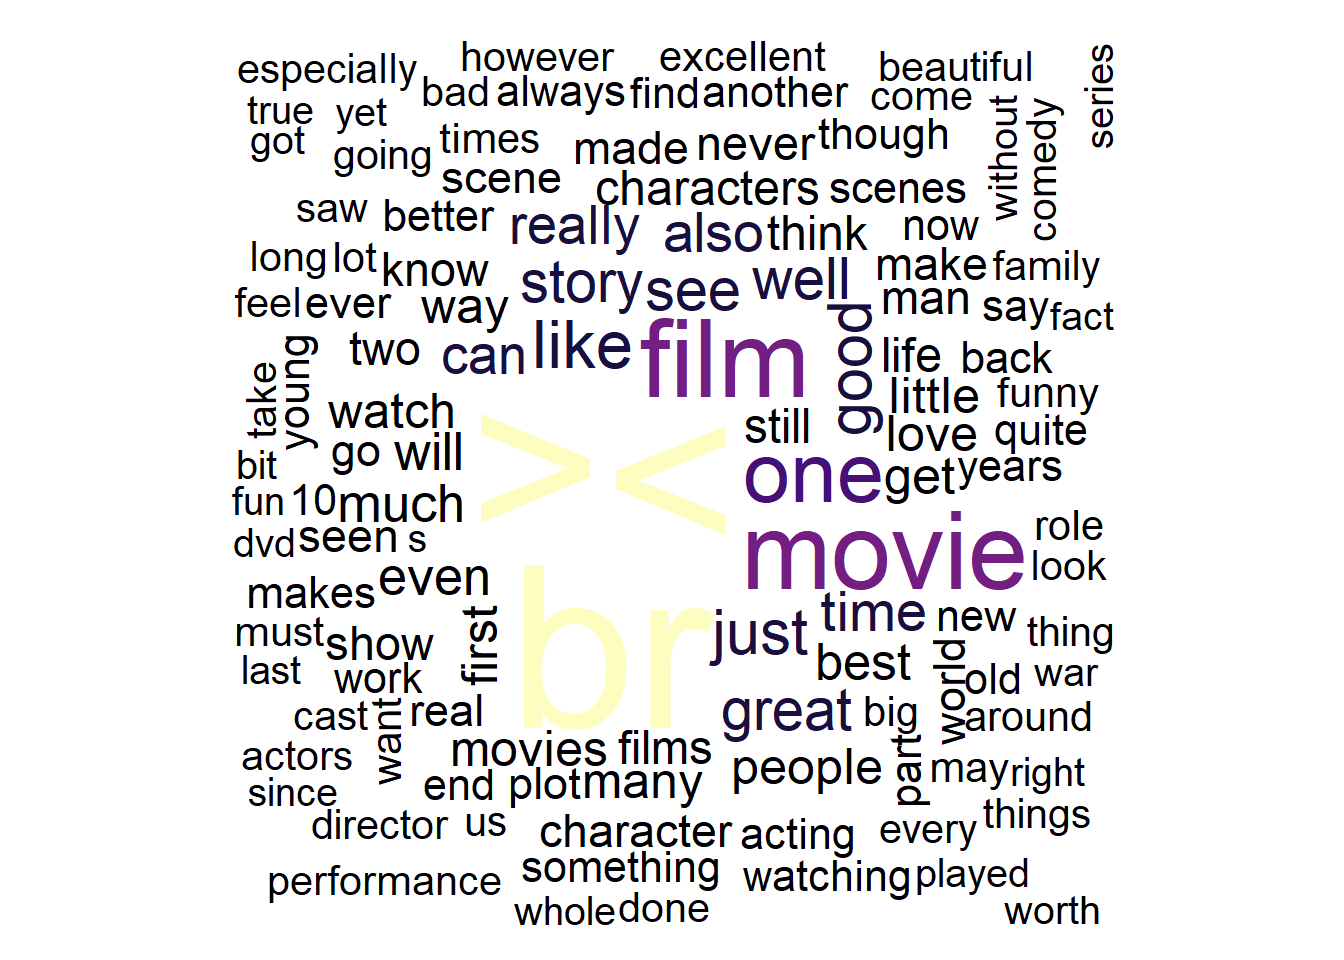 especially however excellent beautiful series
true yet bad always find another come
got going times made never though without comedy
scene characters scenes
saw better really also think now
long lot know story see well make family
feel ever way good man say fact
two can like film life back
take young watch still little funny
bit go will > < love quite
fun 10 much one get years
dvd seen s movie role
makes even look
must show first br just time new thing
last work best world old war
cast want real great big around
actors movies films people part may right
since end plot many
director us character acting every things
performance something watching played
whole done worth